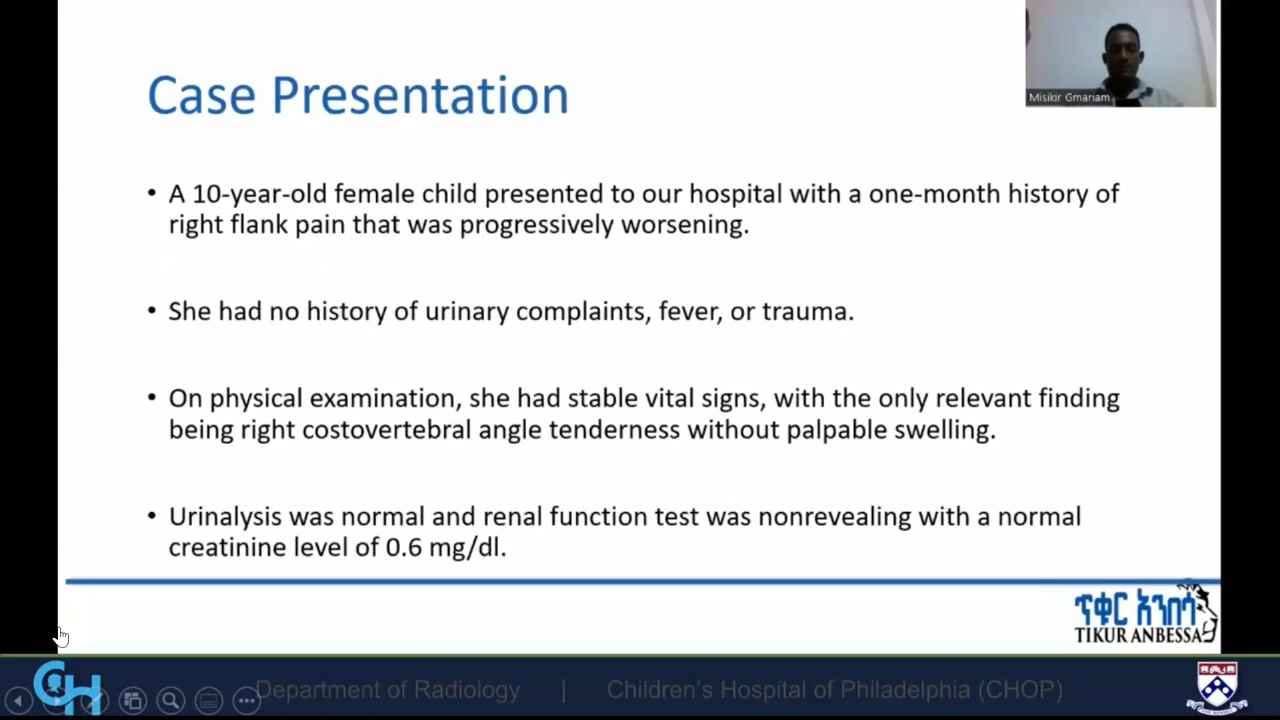 Case Presentation
Misikir Gmariam
• A 10-year-old female child presented to our hospital with a one-month history of
right flank pain that was progressively worsening.
• She had no history of urinary complaints, fever, or trauma.
• On physical examination, she had stable vital signs, with the only relevant finding
being right costovertebral angle tenderness without palpable swelling.
• Urinalysis was normal and renal function test was nonrevealing with a normal
creatinine level of 0.6 mg/dl.
ጥቁር አንበሳ
TIKUR ANBESSA
CH
Department of Radiology | Children's Hospital of Philadelphia (CHOP)